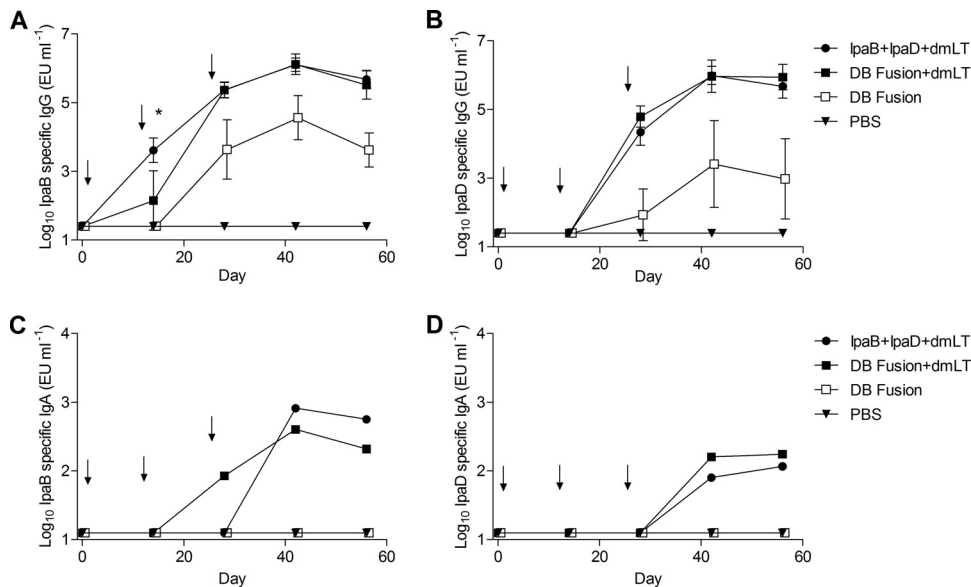 A
Log10 IpaB specific IgG (EU ml-1)
7
5
3
1
*
0
20
40
60
Day
B
Log10 IpaD specific IgG (EU ml-1)
7
5
3
1
0
20
40
60
Day
IpaB+IpaD+dmLT
DB Fusion+dmLT
DB Fusion
PBS
C
Log10 IpaB specific IgA (EU ml-1)
4
3
2
1
0
20
40
60
Day
D
Log10 IpaD specific IgA (EU ml-1)
4
3
2
1
0
20
40
60
Day
IpaB+IpaD+dmLT
DB Fusion+dmLT
DB Fusion
PBS